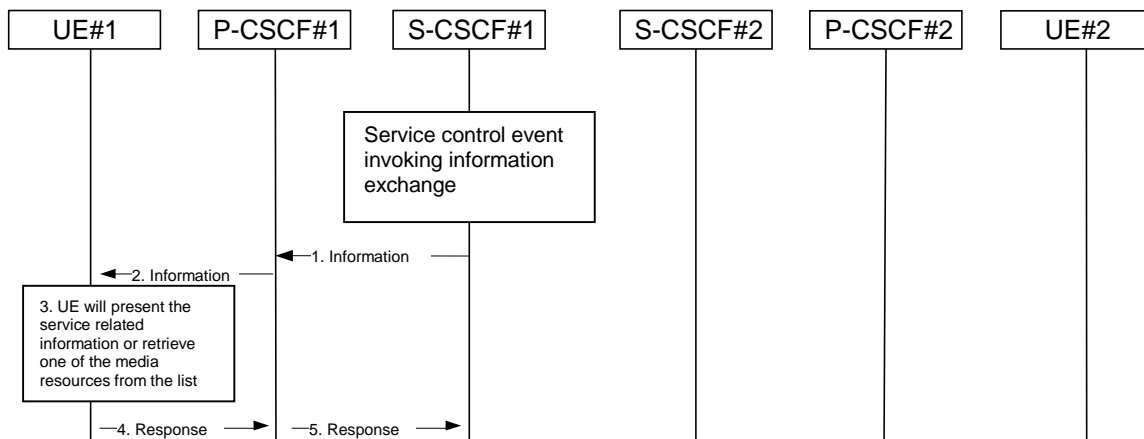 UE#1
P-CSCF#1
S-CSCF#1
S-CSCF#2
P-CSCF#2
UE#2
Service control event
invoking information
exchange
1. Information
2. Information
3. UE will present the
service related
information or retrieve
one of the media
resources from the list
4. Response
5. Response